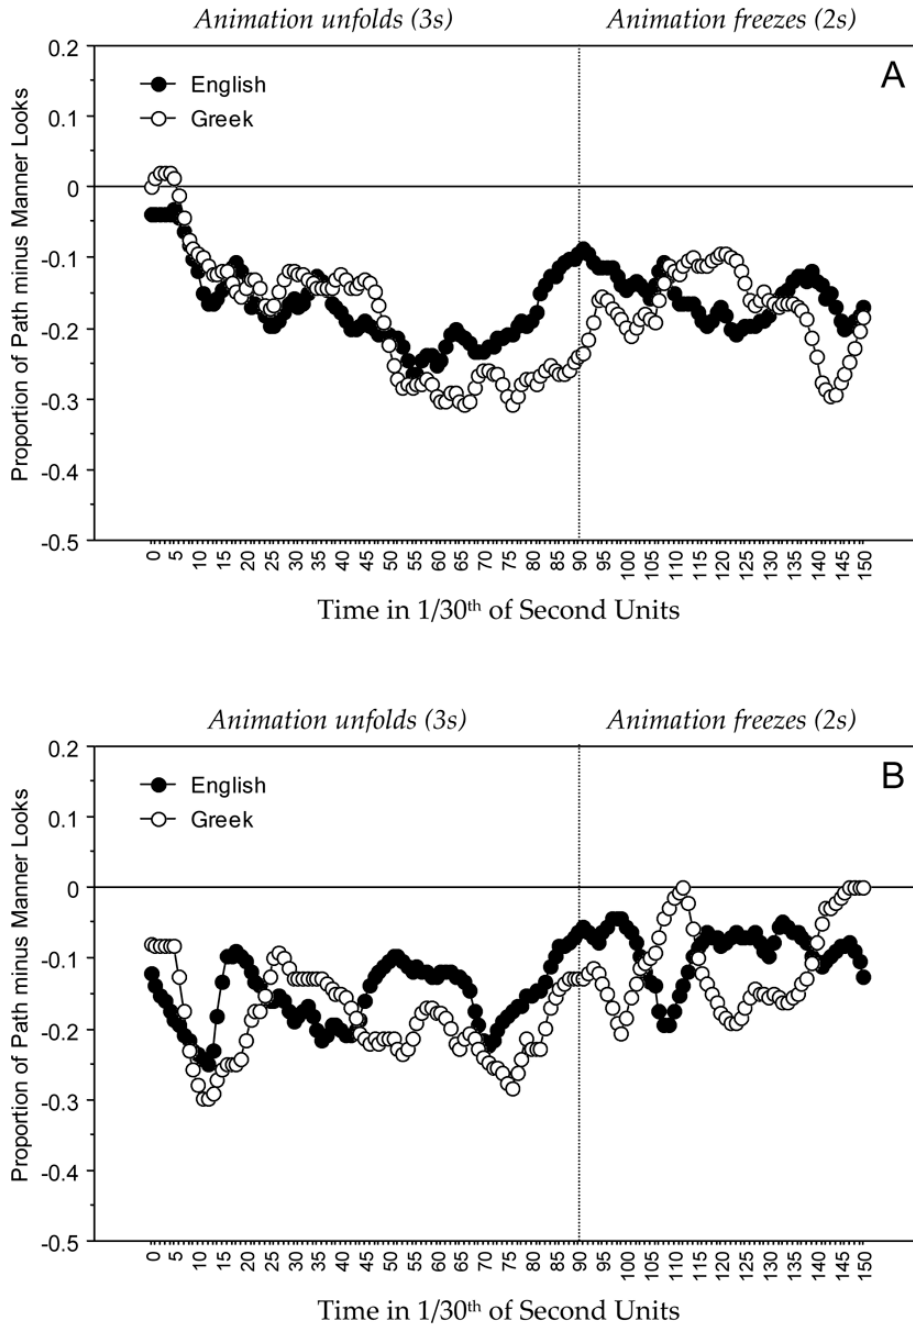 Animation unfolds (3s) Animation freezes (2s)
A
English
Greek
Proportion of Path minus Manner Looks
0.2
0.1
0
-0.1
-0.2
-0.3
-0.4
-0.5
0 5 10 15 20 25 30 35 40 45 50 55 60 65 70 75 80 85 90 95 100 105 110 115 120 125 130 135 140 145 150
Time in 1/30th of Second Units
Animation unfolds (3s) Animation freezes (2s)
B
English
Greek
Proportion of Path minus Manner Looks
0.2
0.1
0
-0.1
-0.2
-0.3
-0.4
-0.5
0 5 10 15 20 25 30 35 40 45 50 55 60 65 70 75 80 85 90 95 100 105 110 115 120 125 130 135 140 145 150
Time in 1/30th of Second Units